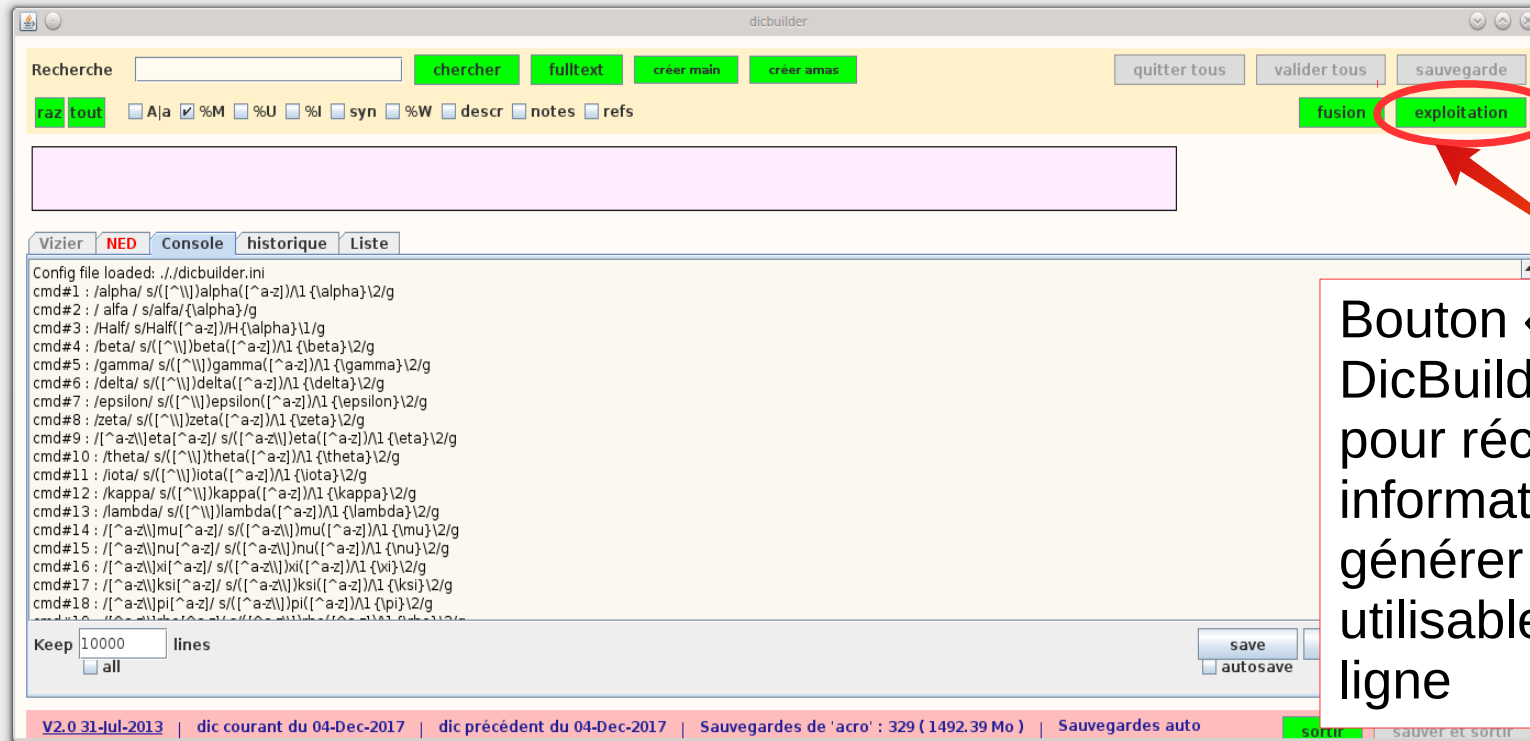 dicbuilder
Recherche chercher fulltext créer main créer amas quitter tous valider tous sauvegarde
raz tout A|a %M %U %I syn %W descr notes refs fusion exploitation
Vizier NED Console historique Liste
Config file loaded: ././dicbuilder.ini
cmd#1 : /alpha/ s/([^\\])alpha([^a-z])/\1{\alpha}\2/g
cmd#2 : / alfa / s/alfa/{\alpha}/g
cmd#3 : /Half/ s/Half([^a-z])/H{\alpha}\1/g
cmd#4 : /beta/ s/([^\\])beta([^a-z])/\1{\beta}\2/g
cmd#5 : /gamma/ s/([^\\])gamma([^a-z])/\1{\gamma}\2/g
cmd#6 : /delta/ s/([^\\])delta([^a-z])/\1{\delta}\2/g
cmd#7 : /epsilon/ s/([^\\])epsilon([^a-z])/\1{\epsilon}\2/g
cmd#8 : /zeta/ s/([^\\])zeta([^a-z])/\1{\zeta}\2/g
cmd#9 : /[^a-z\\]eta[^a-z]/ s/([^a-z\\])eta([^a-z])/\1{\eta}\2/g
cmd#10 : /theta/ s/([^\\])theta([^a-z])/\1{\theta}\2/g
cmd#11 : /iota/ s/([^\\])iota([^a-z])/\1{\iota}\2/g
cmd#12 : /kappa/ s/([^\\])kappa([^a-z])/\1{\kappa}\2/g
cmd#13 : /lambda/ s/([^\\])lambda([^a-z])/\1{\lambda}\2/g
cmd#14 : /[^a-z\\]mu[^a-z]/ s/([^a-z\\])mu([^a-z])/\1{\mu}\2/g
cmd#15 : /[^a-z\\]nu[^a-z]/ s/([^a-z\\])nu([^a-z])/\1{\nu}\2/g
cmd#16 : /[^a-z\\]xi[^a-z]/ s/([^a-z\\])xi([^a-z])/\1{\xi}\2/g
cmd#17 : /[^a-z\\]ksi[^a-z]/ s/([^a-z\\])ksi([^a-z])/\1{\ksi}\2/g
cmd#18 : /[^a-z\\]pi[^a-z]/ s/([^a-z\\])pi([^a-z])/\1{\pi}\2/g
Bouton «
DicBuild
pour réc
informat
générer
utilisable
ligne
Keep 10000 lines save
all autosave
V2.0 31-Jul-2013 | dic courant du 04-Dec-2017 | dic précédent du 04-Dec-2017 | Sauvegardes de 'acro' : 329 ( 1492.39 Mo ) | Sauvegardes auto sortir sauver et sortir